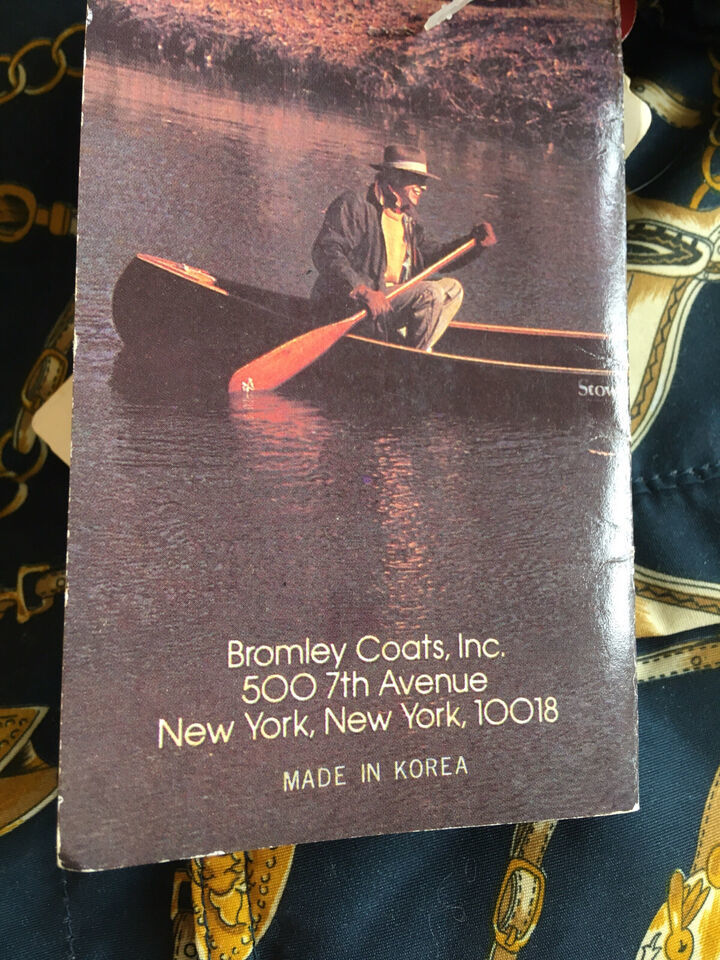 Bromley Coats, Inc.
500 7th Avenue
New York, New York, 10018
MADE IN KOREA